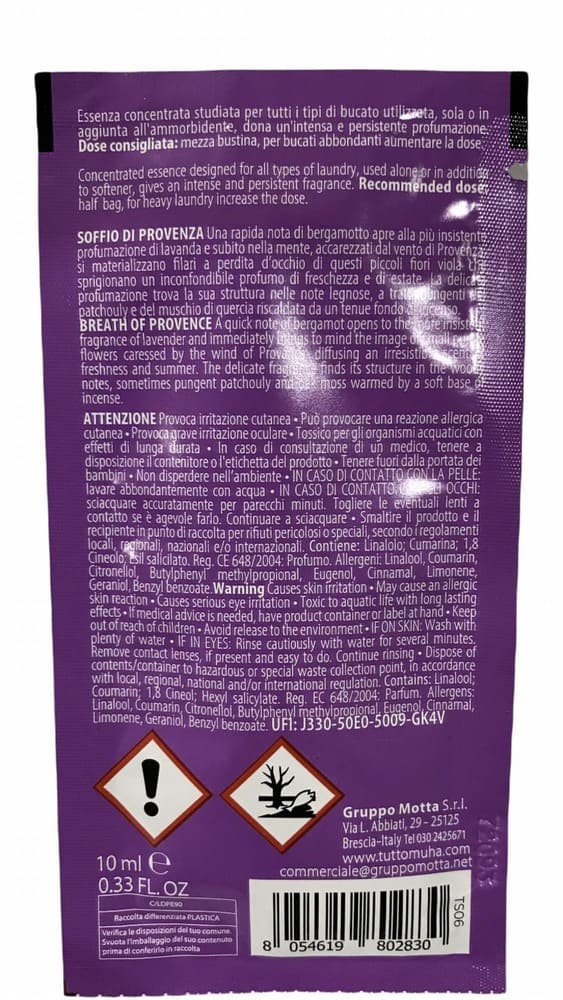 Essenza concentrata studiata per tutti i tipi di bucato utilizzata, sola o in
aggiunta all'ammorbidente, dona un'intensa e persistente profumazione.
Dose consigliata: mezza bustina, per bucati abbondanti aumentare la dose.
Concentrated essence designed for all types of laundry, used alone or in addition
to softener, gives an intense and persistent fragrance. Recommended dose:
half bag, for heavy laundry increase the dose.
SOFFIO DI PROVENZA Una rapida nota di bergamotto apre alla più insistente
profumazione di lavanda e subito nella mente, accarezzati dal vento di Provenza
si materializzano filari a perdita d'occhio di questi piccoli fiori viola che
sprigionano un inconfondibile profumo di freschezza e di estate. La delicata
profumazione trova la sua struttura nelle note legnose, a tratti pungenti
patchouly e del muschio di quercia riscaldata da un tenue fondo
BREATH OF PROVENCE A quick note of bergamot opens to the more insistent
fragrance of lavender and immediately to mind the image
flowers caressed by the wind of Provence diffusing an irresistible scent
freshness and summer. The delicate fragrance finds its structure in the woody
notes, sometimes pungent patchouly and oak moss warmed by a soft base of
incense.
ATTENZIONE Provoca irritazione cutanea • Può provocare una reazione allergica
cutanea • Provoca grave irritazione oculare • Tossico per gli organismi acquatici con
effetti di lunga durata • In caso di consultazione di un medico, tenere a
disposizione il contenitore o l'etichetta del prodotto • Tenere fuori dalla portata dei
bambini • Non disperdere nell'ambiente • IN CASO DI CONTATTO CON LA PELLE:
lavare abbondantemente con acqua • IN CASO DI CONTATTO OCCHI:
sciacquare accuratamente per parecchi minuti. Togliere le eventuali lenti a
contatto se è agevole farlo. Continuare a sciacquare • Smaltire il prodotto e il
recipiente in punto di raccolta per rifiuti pericolosi o speciali, secondo i regolamenti
locali, regionali, nazionali e/o internazionali. Contiene: Linalolo; Cumarina; 1,8
Cineolo; Esil salicilato. Reg. CE 648/2004: Profumo. Allergeni: Linalool, Coumarin,
Citronellol, Butylphenyl methylpropional, Eugenol, Cinnamal, Limonene,
Geraniol, Benzyl benzoate. Warning Causes skin irritation • May cause an allergic
skin reaction • Causes serious eye irritation • Toxic to aquatic life with long lasting
effects • If medical advice is needed, have product container or label at hand • Keep
out of reach of children • Avoid release to the environment • IF ON SKIN: Wash with
plenty of water • IF IN EYES: Rinse cautiously with water for several minutes.
Remove contact lenses, if present and easy to do. Continue rinsing • Dispose of
contents/container to hazardous or special waste collection point, in accordance
with local, regional, national and/or international regulation. Contains: Linalool;
Coumarin; 1,8 Cineol; Hexyl salicylate. Reg. EC 648/2004: Parfum. Allergens:
Linalool, Coumarin, Citronellol, Butylphenyl methylpropional, Eugenol, Cinnamal,
Limonene, Geraniol, Benzyl benzoate. UFI: J330-50E0-5009-GK4V
Gruppo Motta S.r.l.
Via L. Abbiati, 29 - 25125
Brescia-Italy Tel 030 2425671
www.tuttomuha.com
commerciale@gruppomotta.net
10 ml e
0.33 FL. OZ
C/LDPE90
Raccolta differenziata PLASTICA
Verifica le disposizioni del tuo comune.
Svuota l'imballaggio del suo contenuto
prima di conferirlo in raccolta
TS06
8 054619 802830